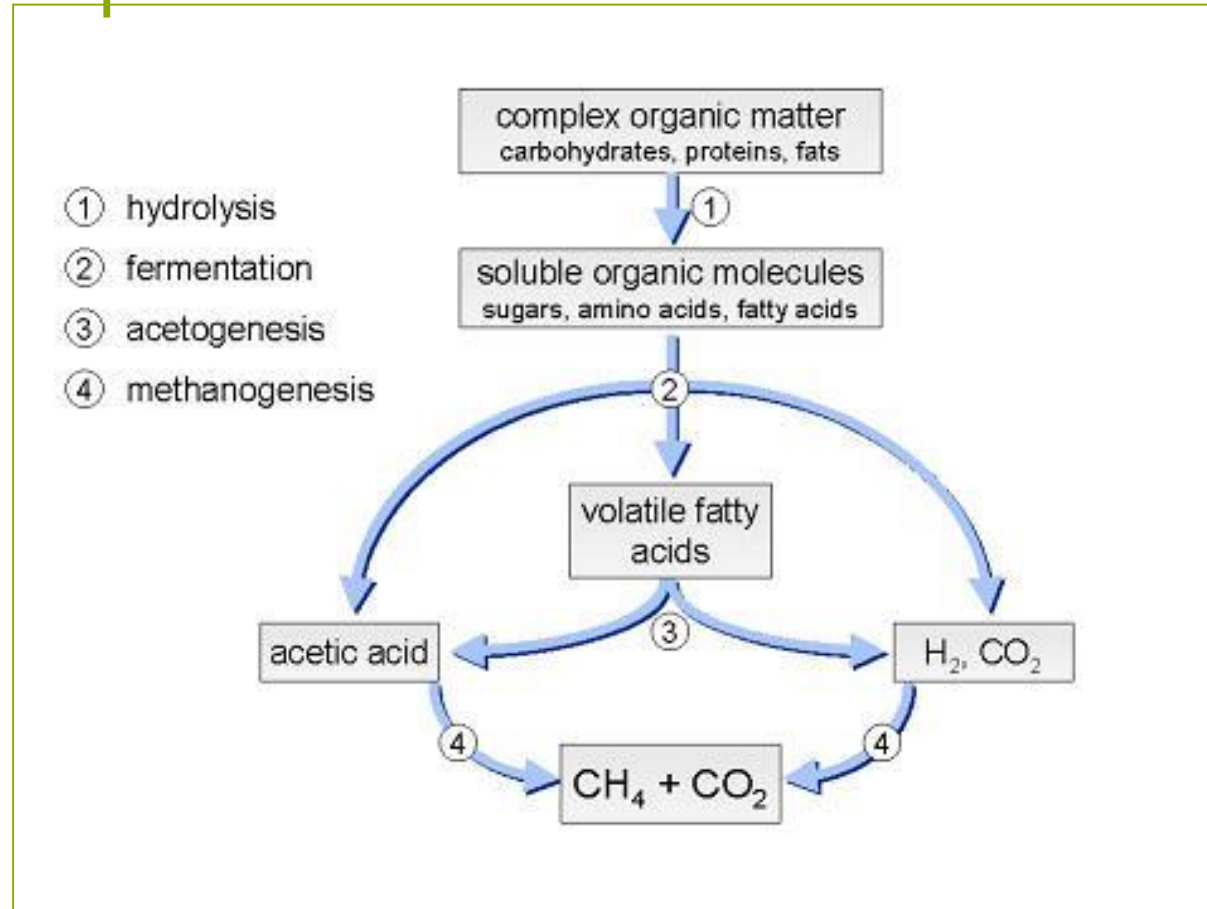 complex organic matter
carbohydrates, proteins, fats
① hydrolysis
② fermentation
③ acetogenesis
④ methanogenesis
①
soluble organic molecules
sugars, amino acids, fatty acids
②
volatile fatty
acids
③
acetic acid
H₂, CO₂
④
④
CH₄ + CO₂